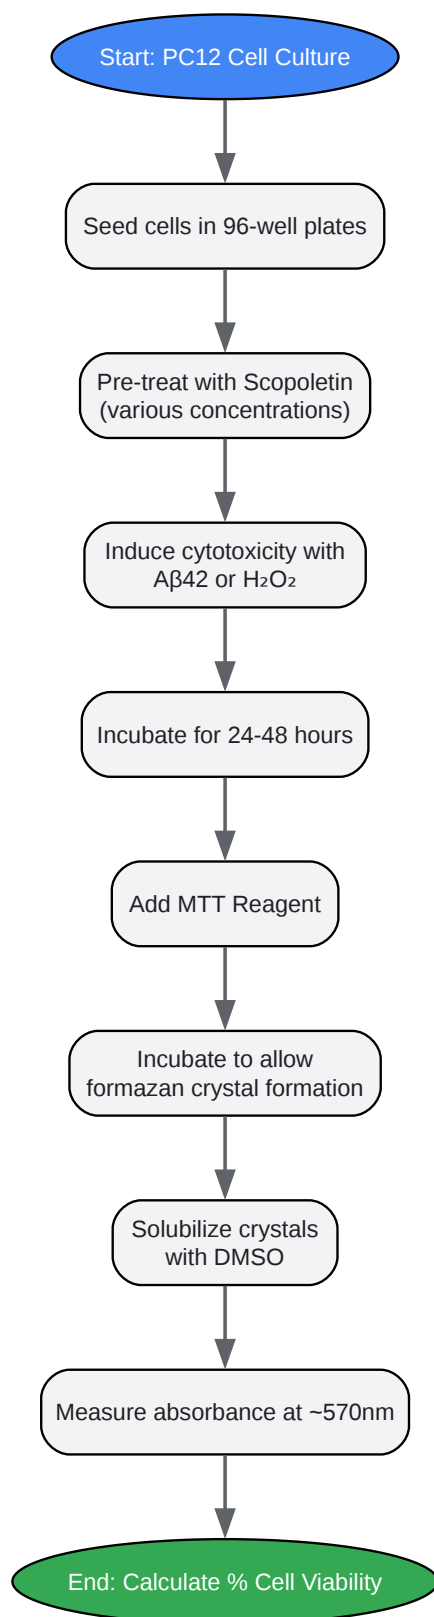 Start: PC12 Cell Culture
Seed cells in 96-well plates
Pre-treat with Scopoletin
(various concentrations)
Induce cytotoxicity with
Aβ42 or H₂O₂
Incubate for 24-48 hours
Add MTT Reagent
Incubate to allow
formazan crystal formation
Solubilize crystals
with DMSO
Measure absorbance at ~570nm
End: Calculate % Cell Viability